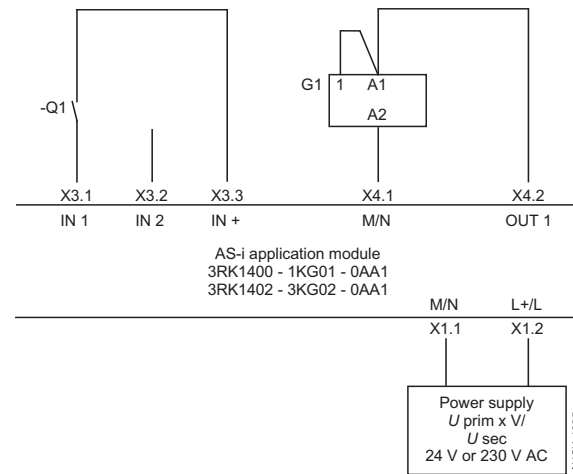 G1 1 A1
-Q1
A2
X3.1 X3.2 X3.3 X4.1 X4.2
IN 1 IN 2 IN + M/N OUT 1
AS-i application module
3RK1400 - 1KG01 - 0AA1
3RK1402 - 3KG02 - 0AA1
M/N L+/L
X1.1 X1.2
Power supply
U prim x V/
U sec
24 V or 230 V AC